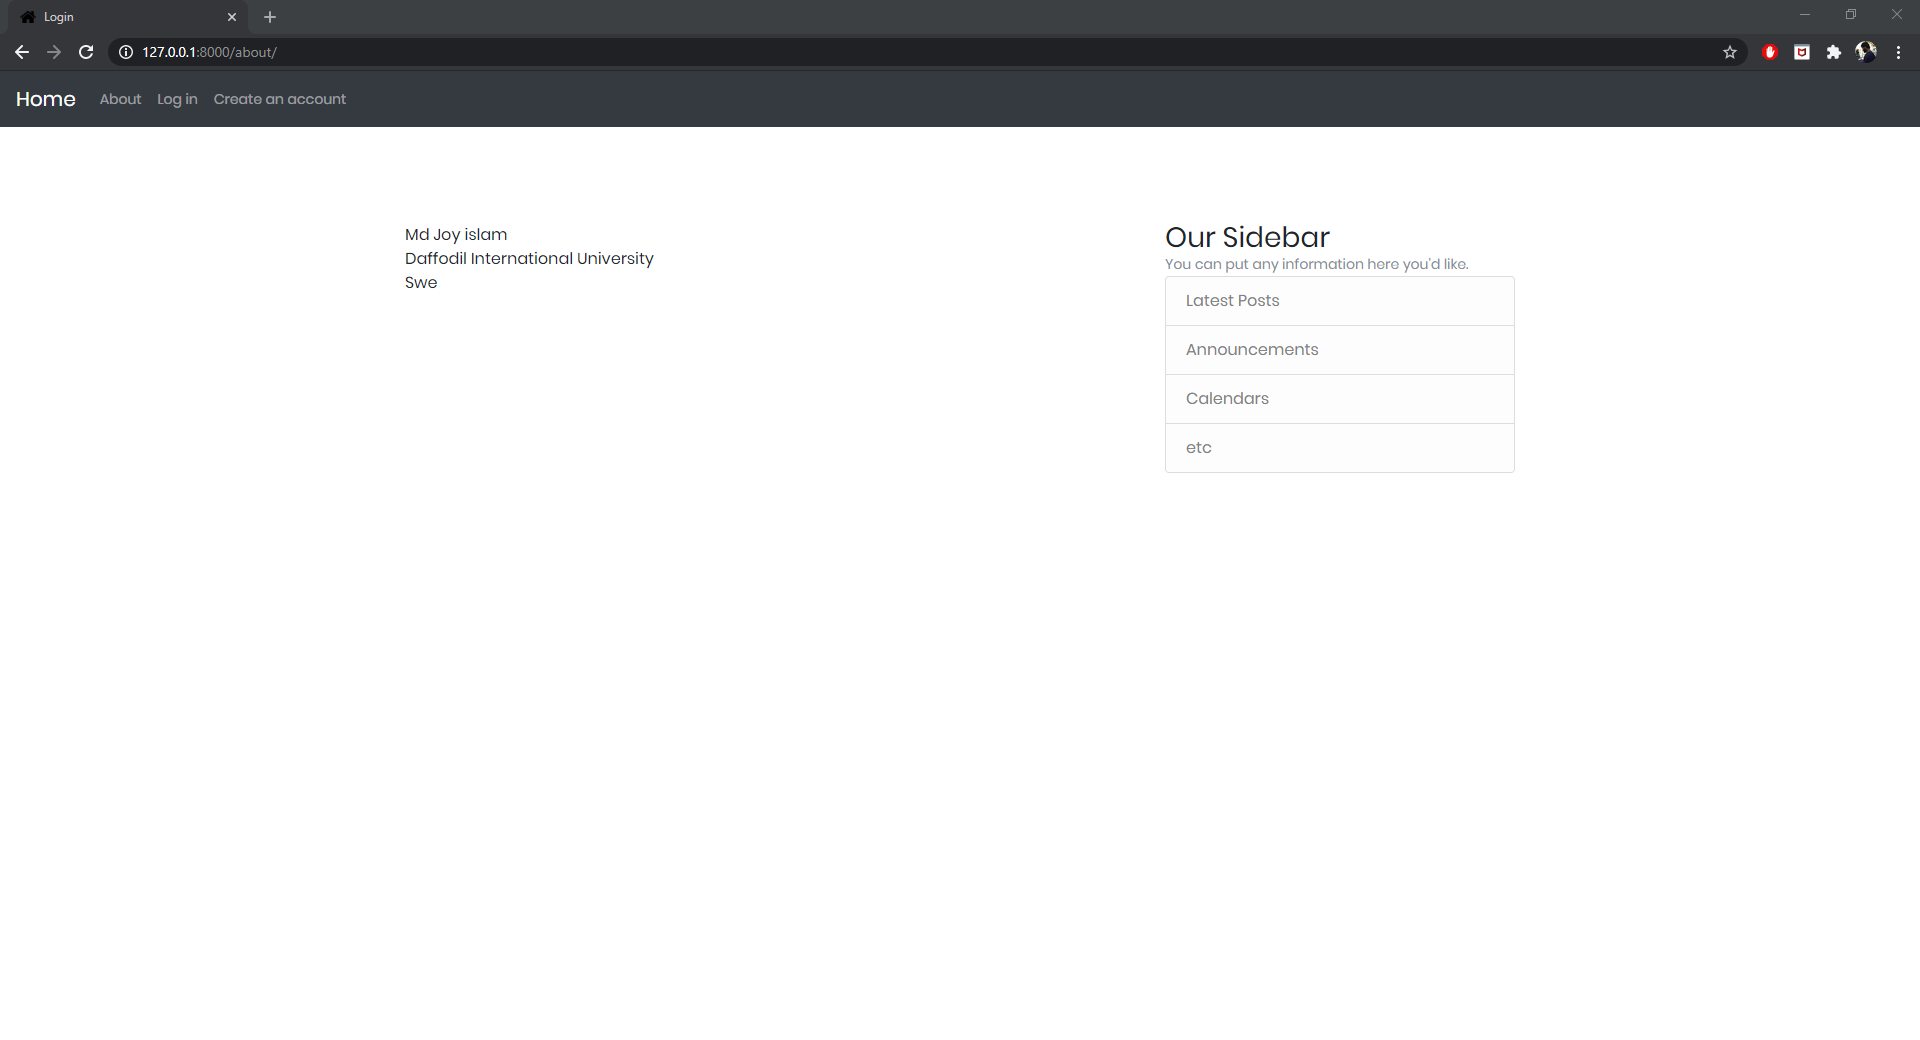 Login
127.0.0.1:8000/about/
Home About Log in Create an account
Md Joy islam
Daffodil International University
Swe
Our Sidebar
You can put any information here you'd like.
Latest Posts
Announcements
Calendars
etc